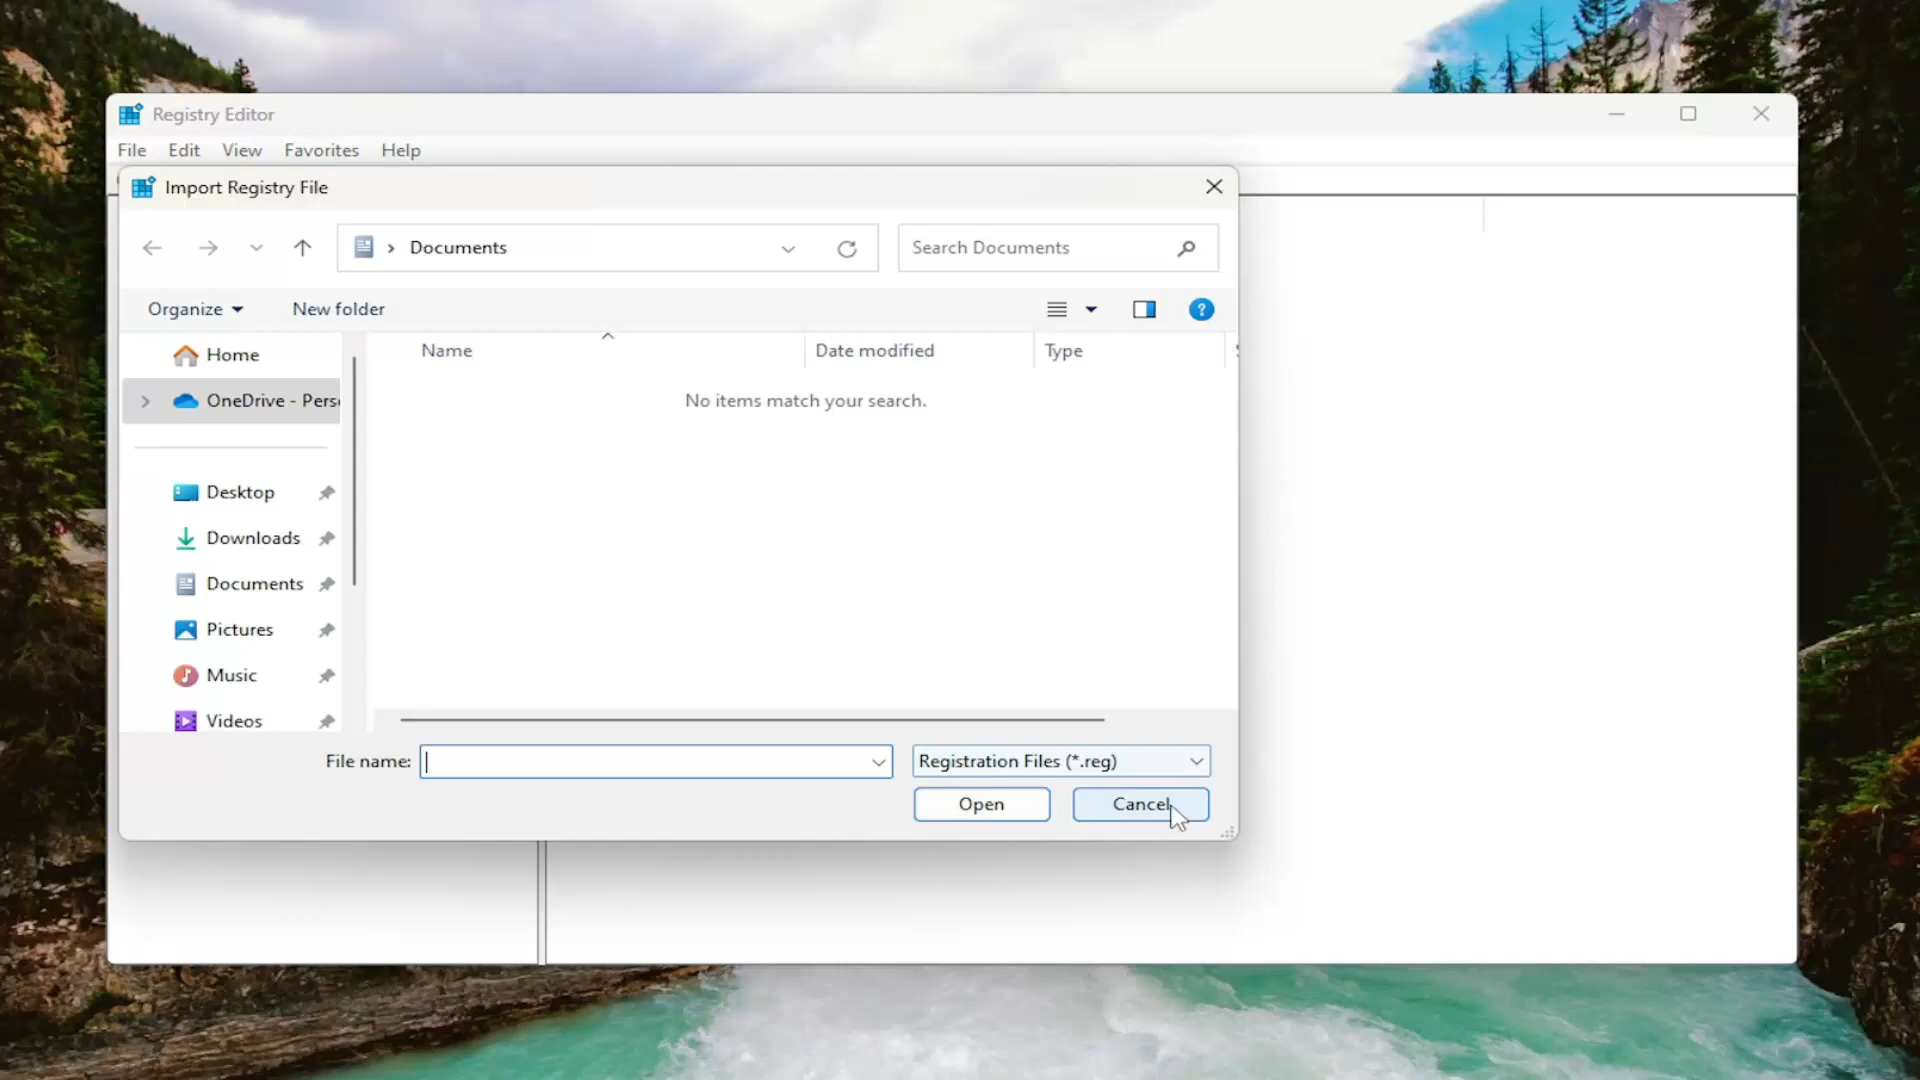 Registry Editor
File Edit View Favorites Help
Import Registry File
Documents
Search Documents
Organize New folder
Name Date modified Type
Home
OneDrive - Pers
No items match your search.
Desktop
Downloads
Documents
Pictures
Music
Videos
File name: Registration Files (*.reg)
Open Cancel